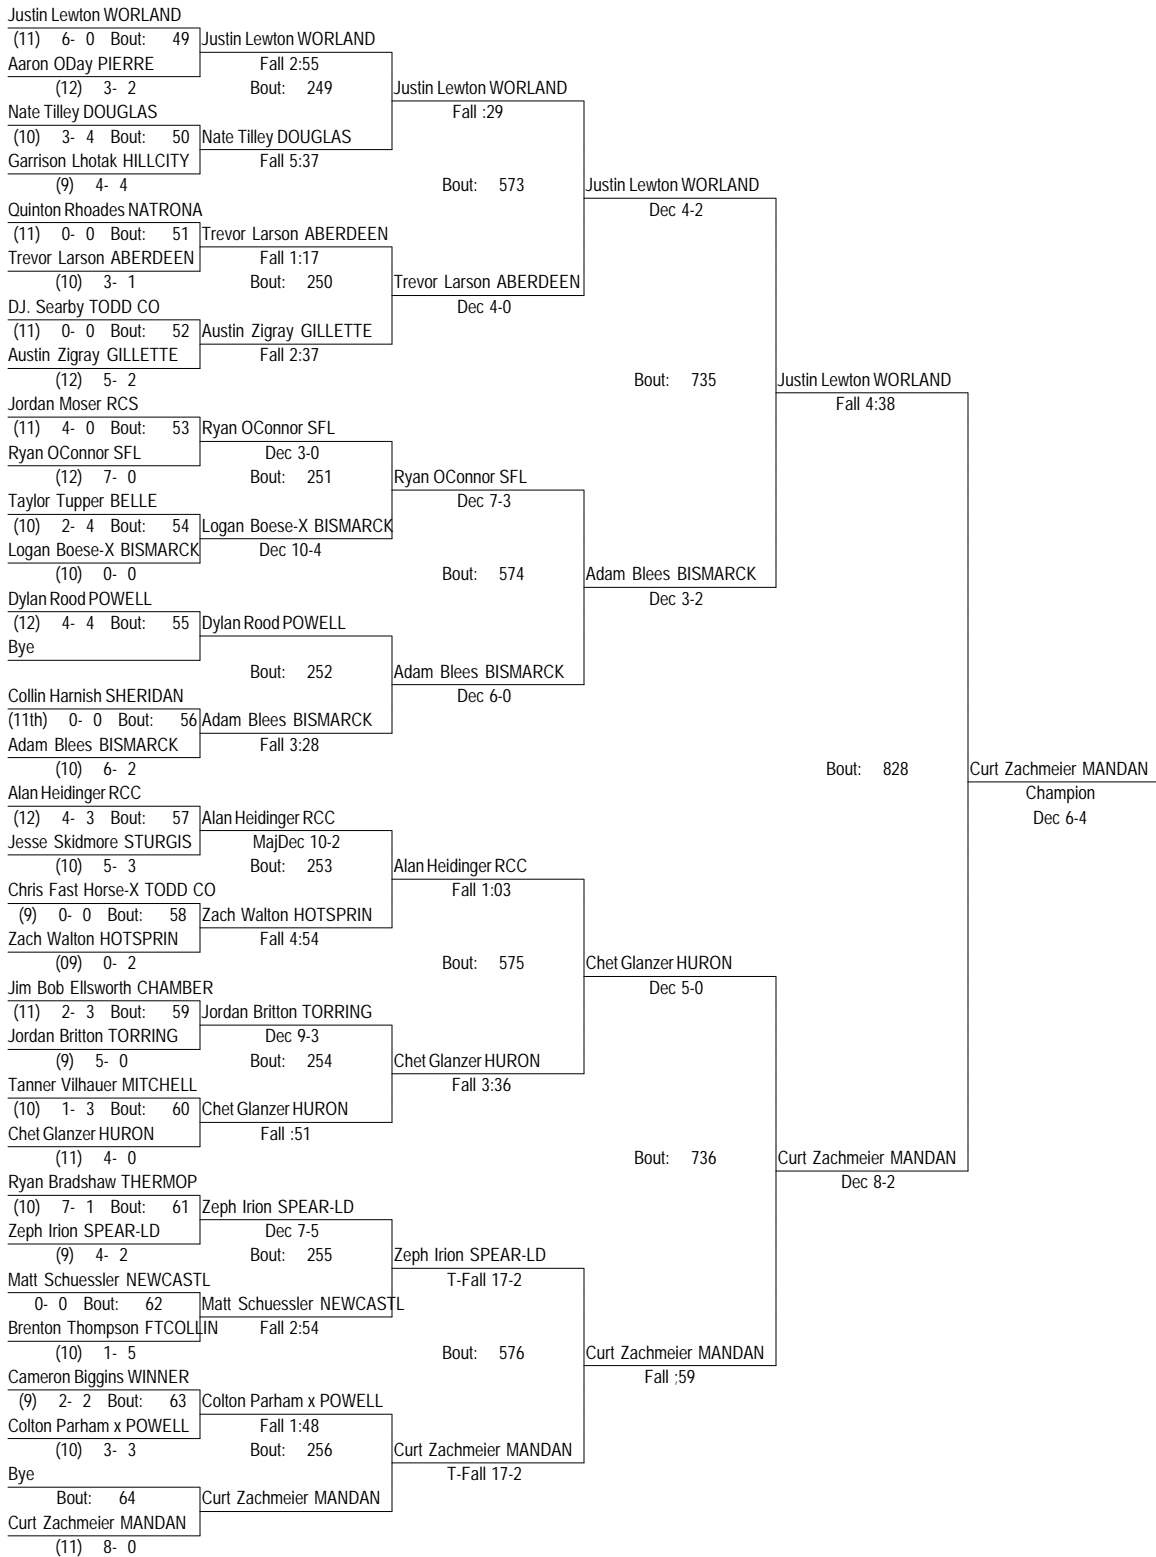 Justin Lewton WORLAND
(11) 6- 0 Bout: 49 Justin Lewton WORLAND
Aaron ODay PIERRE Fall 2:55
(12) 3- 2 Bout: 249 Justin Lewton WORLAND
Nate Tilley DOUGLAS Fall :29
(10) 3- 4 Bout: 50 Nate Tilley DOUGLAS
Garrison Lhotak HILLCITY Fall 5:37
(9) 4- 4 Bout: 573 Justin Lewton WORLAND
Quinton Rhoades NATRONA Dec 4-2
(11) 0- 0 Bout: 51 Trevor Larson ABERDEEN
Trevor Larson ABERDEEN Fall 1:17
(10) 3- 1 Bout: 250 Trevor Larson ABERDEEN
DJ. Searby TODD CO Dec 4-0
(11) 0- 0 Bout: 52 Austin Zigray GILLETTE
Austin Zigray GILLETTE Fall 2:37
(12) 5- 2 Bout: 735 Justin Lewton WORLAND
Jordan Moser RCS Fall 4:38
(11) 4- 0 Bout: 53 Ryan OConnor SFL
Ryan OConnor SFL Dec 3-0
(12) 7- 0 Bout: 251 Ryan OConnor SFL
Taylor Tupper BELLE Dec 7-3
(10) 2- 4 Bout: 54 Logan Boese-X BISMARCK
Logan Boese-X BISMARCK Dec 10-4
(10) 0- 0 Bout: 574 Adam Blees BISMARCK
Dylan Rood POWELL Dec 3-2
(12) 4- 4 Bout: 55 Dylan Rood POWELL
Bye
Bout: 252 Adam Blees BISMARCK
Collin Harnish SHERIDAN Dec 6-0
(11th) 0- 0 Bout: 56 Adam Blees BISMARCK
Adam Blees BISMARCK Fall 3:28
(10) 6- 2 Bout: 828 Curt Zachmeier MANDAN
Alan Heidinger RCC Champion
(12) 4- 3 Bout: 57 Alan Heidinger RCC Dec 6-4
Jesse Skidmore STURGIS MajDec 10-2
(10) 5- 3 Bout: 253 Alan Heidinger RCC
Chris Fast Horse-X TODD CO Fall 1:03
(9) 0- 0 Bout: 58 Zach Walton HOTSPRIN
Zach Walton HOTSPRIN Fall 4:54
(09) 0- 2 Bout: 575 Chet Glanzer HURON
Jim Bob Ellsworth CHAMBER Dec 5-0
(11) 2- 3 Bout: 59 Jordan Britton TORRING
Jordan Britton TORRING Dec 9-3
(9) 5- 0 Bout: 254 Chet Glanzer HURON
Tanner Vilhauer MITCHELL Fall 3:36
(10) 1- 3 Bout: 60 Chet Glanzer HURON
Chet Glanzer HURON Fall :51
(11) 4- 0 Bout: 736 Curt Zachmeier MANDAN
Ryan Bradshaw THERMOP Dec 8-2
(10) 7- 1 Bout: 61 Zeph Irion SPEAR-LD
Zeph Irion SPEAR-LD Dec 7-5
(9) 4- 2 Bout: 255 Zeph Irion SPEAR-LD
Matt Schuessler NEWCASTL T-Fall 17-2
0- 0 Bout: 62 Matt Schuessler NEWCASTL
Brenton Thompson FTCOLLIN Fall 2:54
(10) 1- 5 Bout: 576 Curt Zachmeier MANDAN
Cameron Biggins WINNER Fall ;59
(9) 2- 2 Bout: 63 Colton Parham x POWELL
Colton Parham x POWELL Fall 1:48
(10) 3- 3 Bout: 256 Curt Zachmeier MANDAN
Bye T-Fall 17-2
Bout: 64 Curt Zachmeier MANDAN
Curt Zachmeier MANDAN
(11) 8- 0